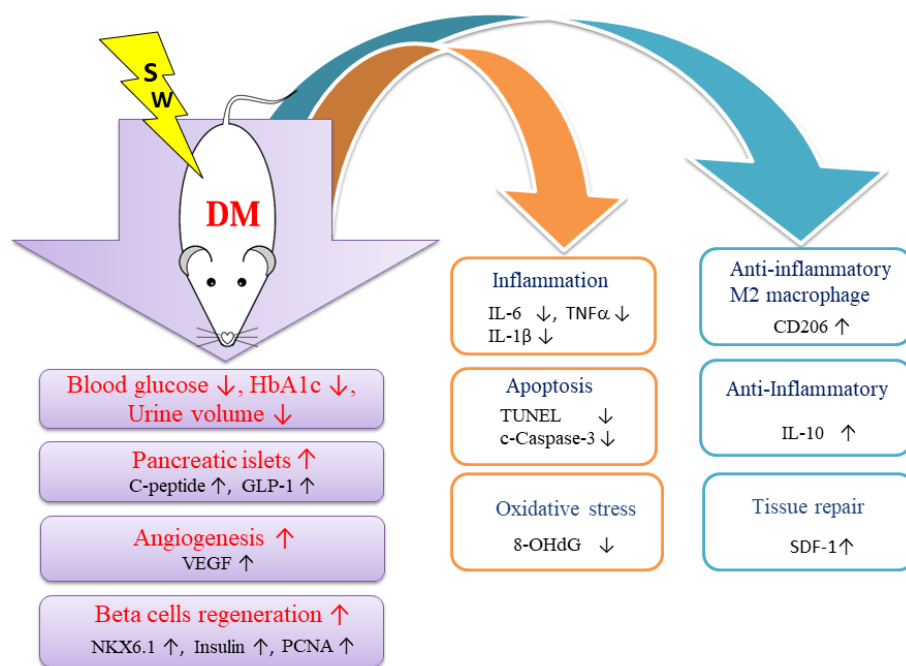 S
W
DM
Blood glucose ↓, HbA1c ↓,
Urine volume ↓
Pancreatic islets ↑
C-peptide ↑, GLP-1 ↑
Angiogenesis ↑
VEGF ↑
Beta cells regeneration ↑
NKX6.1 ↑, Insulin ↑, PCNA ↑
Inflammation
IL-6 ↓, TNFα ↓
IL-1β ↓
Apoptosis
TUNEL ↓
c-Caspase-3 ↓
Oxidative stress
8-OHdG ↓
Anti-inflammatory
M2 macrophage
CD206 ↑
Anti-Inflammatory
IL-10 ↑
Tissue repair
SDF-1 ↑